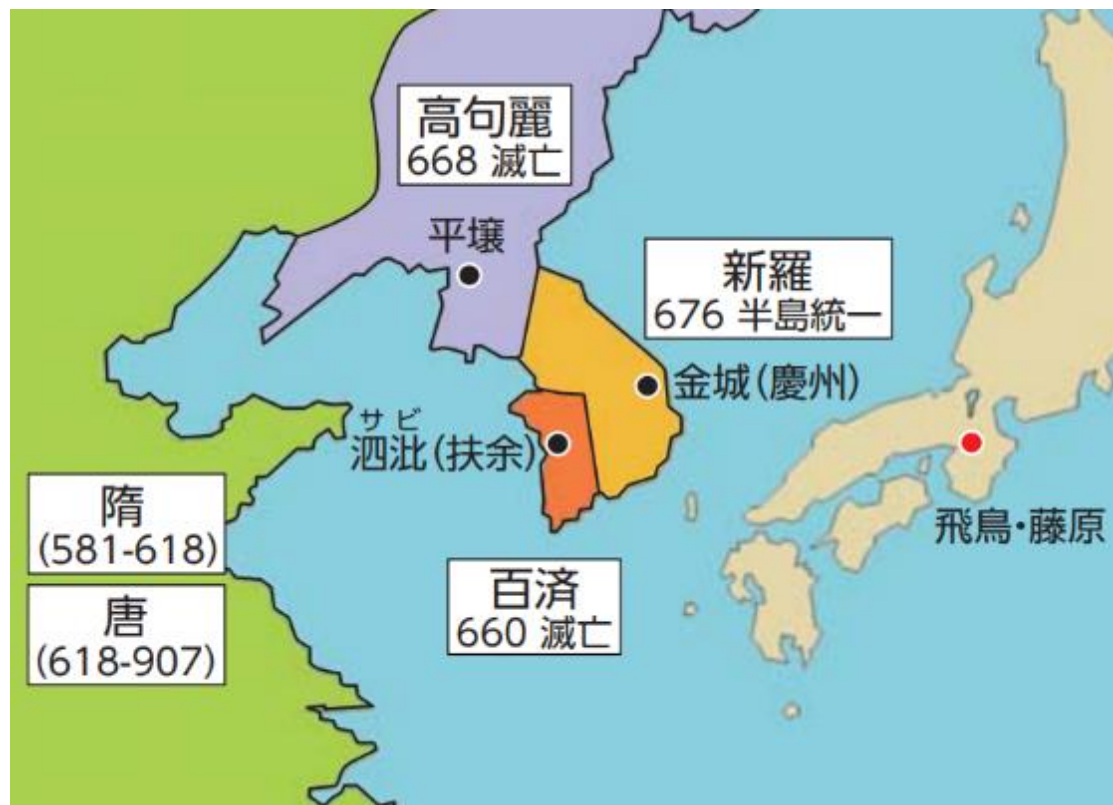 高句麗
668 滅亡
平壌
新羅
676 半島統一
金城(慶州)
サビ
泗沘(扶余)
隋
(581-618)
飛鳥・藤原
百済
660 滅亡
唐
(618-907)